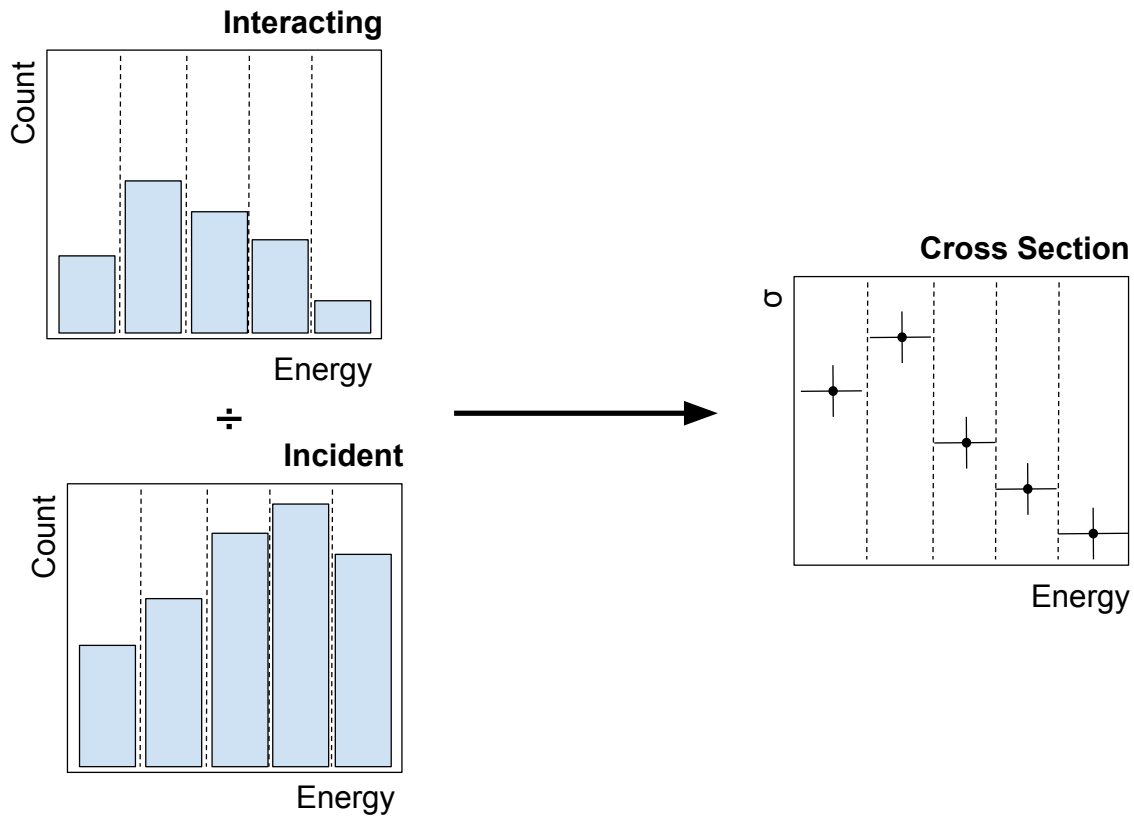 Interacting
Count
Energy
÷
Incident
Count
Energy
Cross Section
σ
Energy